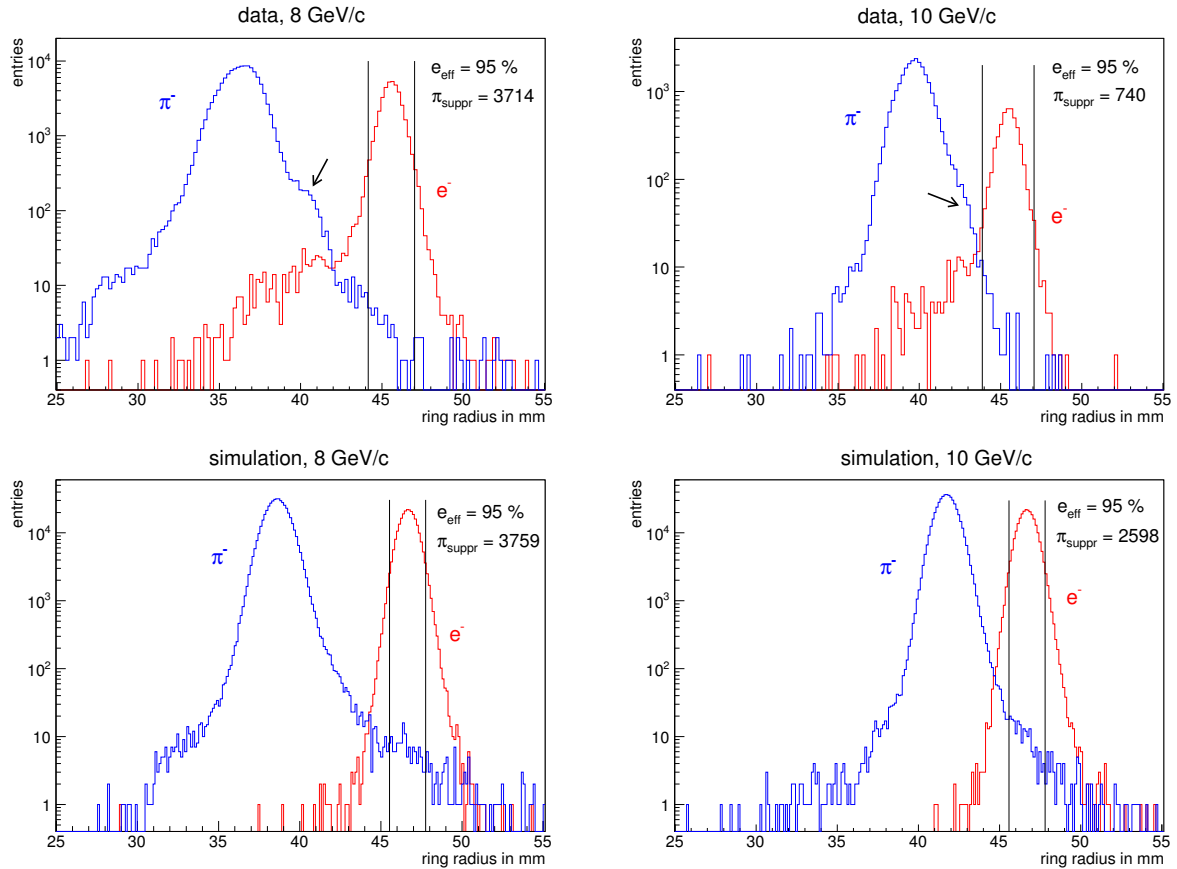 data, 8 GeV/c
entries
10⁴
10³
10²
10
1
π⁻
e⁻
e_eff = 95 %
π_suppr = 3714
25 30 35 40 45 50 55
ring radius in mm
data, 10 GeV/c
entries
10³
10²
10
1
π⁻
e⁻
e_eff = 95 %
π_suppr = 740
25 30 35 40 45 50 55
ring radius in mm
simulation, 8 GeV/c
entries
10⁴
10³
10²
10
1
π⁻
e⁻
e_eff = 95 %
π_suppr = 3759
25 30 35 40 45 50 55
ring radius in mm
simulation, 10 GeV/c
entries
10⁴
10³
10²
10
1
π⁻
e⁻
e_eff = 95 %
π_suppr = 2598
25 30 35 40 45 50 55
ring radius in mm